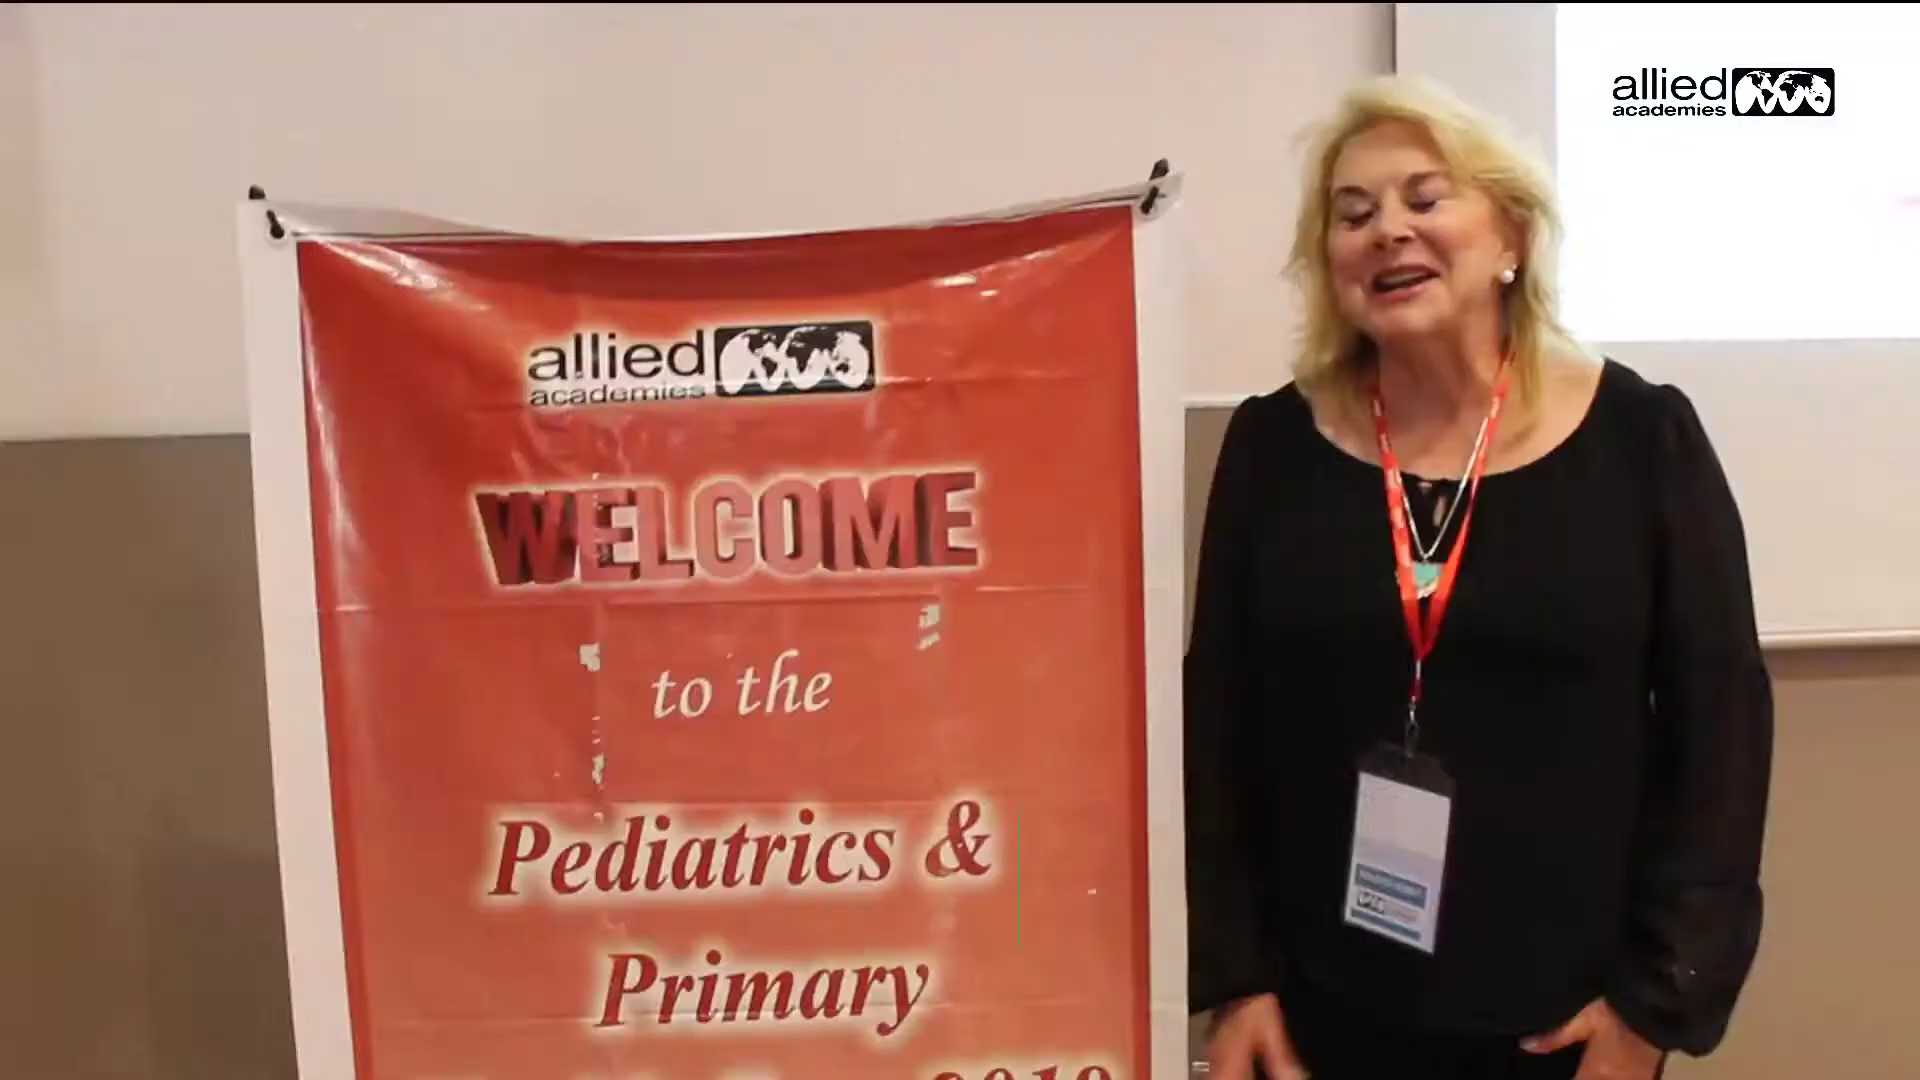 allied
academies
allied
academies
WELCOME
to the
Pediatrics &
Primary